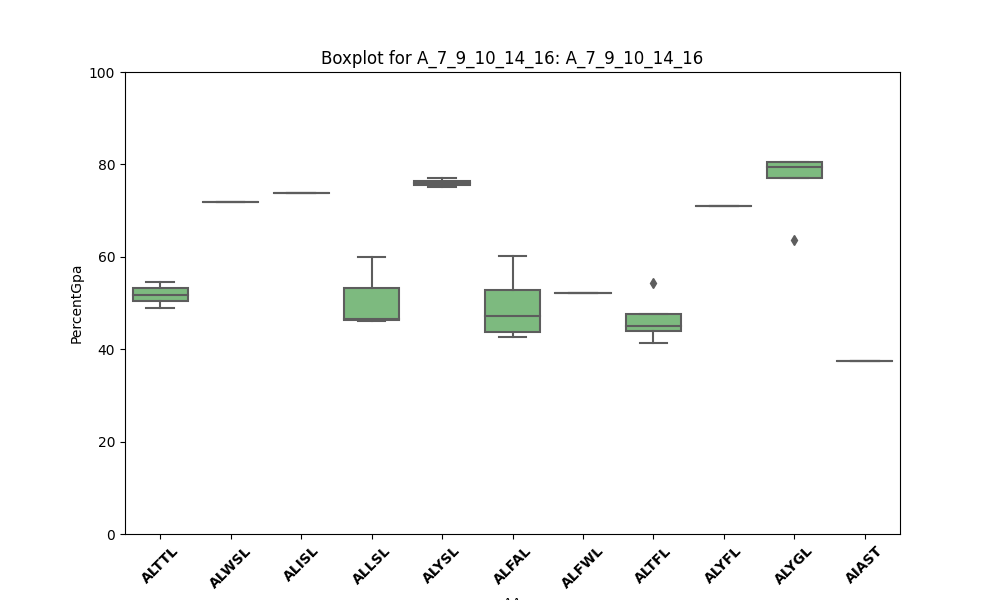 Boxplot for A_7_9_10_14_16: A_7_9_10_14_16
100
80
60
40
20
0
PercentGpa
ALTTL
ALWSL
ALISL
ALLSL
ALYSL
ALFAL
ALFWL
ALTFL
ALYFL
ALYGL
AIAST